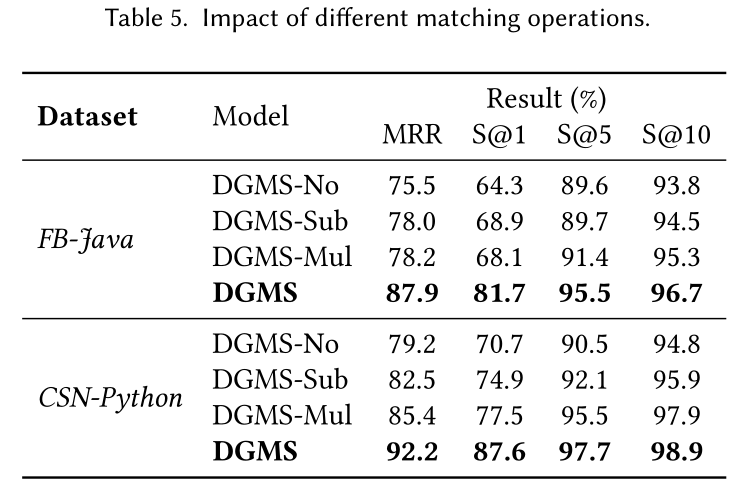 Table 5. Impact of different matching operations.
Dataset Model Result (%)
MRR S@1 S@5 S@10
FB-Java
DGMS-No 75.5 64.3 89.6 93.8
DGMS-Sub 78.0 68.9 89.7 94.5
DGMS-Mul 78.2 68.1 91.4 95.3
DGMS 87.9 81.7 95.5 96.7
CSN-Python
DGMS-No 79.2 70.7 90.5 94.8
DGMS-Sub 82.5 74.9 92.1 95.9
DGMS-Mul 85.4 77.5 95.5 97.9
DGMS 92.2 87.6 97.7 98.9